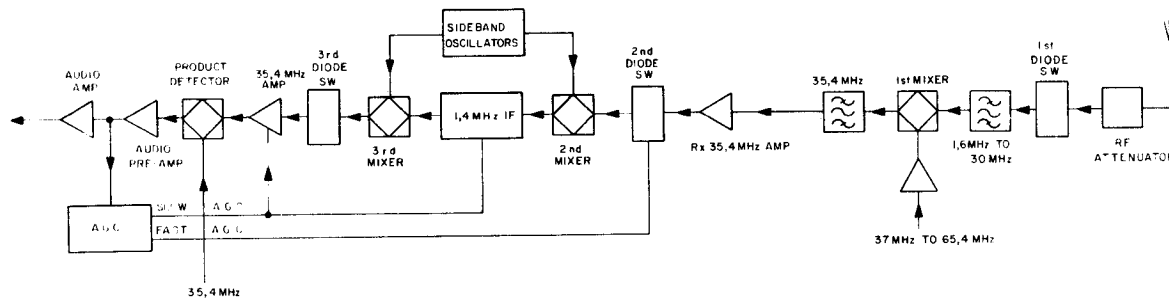 SIDEBAND
OSCILLATORS
AUDIO
AMP
PRODUCT
DETECTOR
35,4 MHz
AMP
3rd
DIODE
SW
2nd
DIODE
SW
35,4 MHz
1st MIXER
1st
DIODE
SW
1,4 MHz IF
AUDIO
PRE-AMP
3rd
MIXER
2nd
MIXER
Rx 35,4 MHz AMP
1,6 MHz TO
30 MHz
RF
ATTENUATOR
A.G.C
SLOW A.G.C
FAST A.G.C
37 MHz TO 65,4 MHz
35,4 MHz